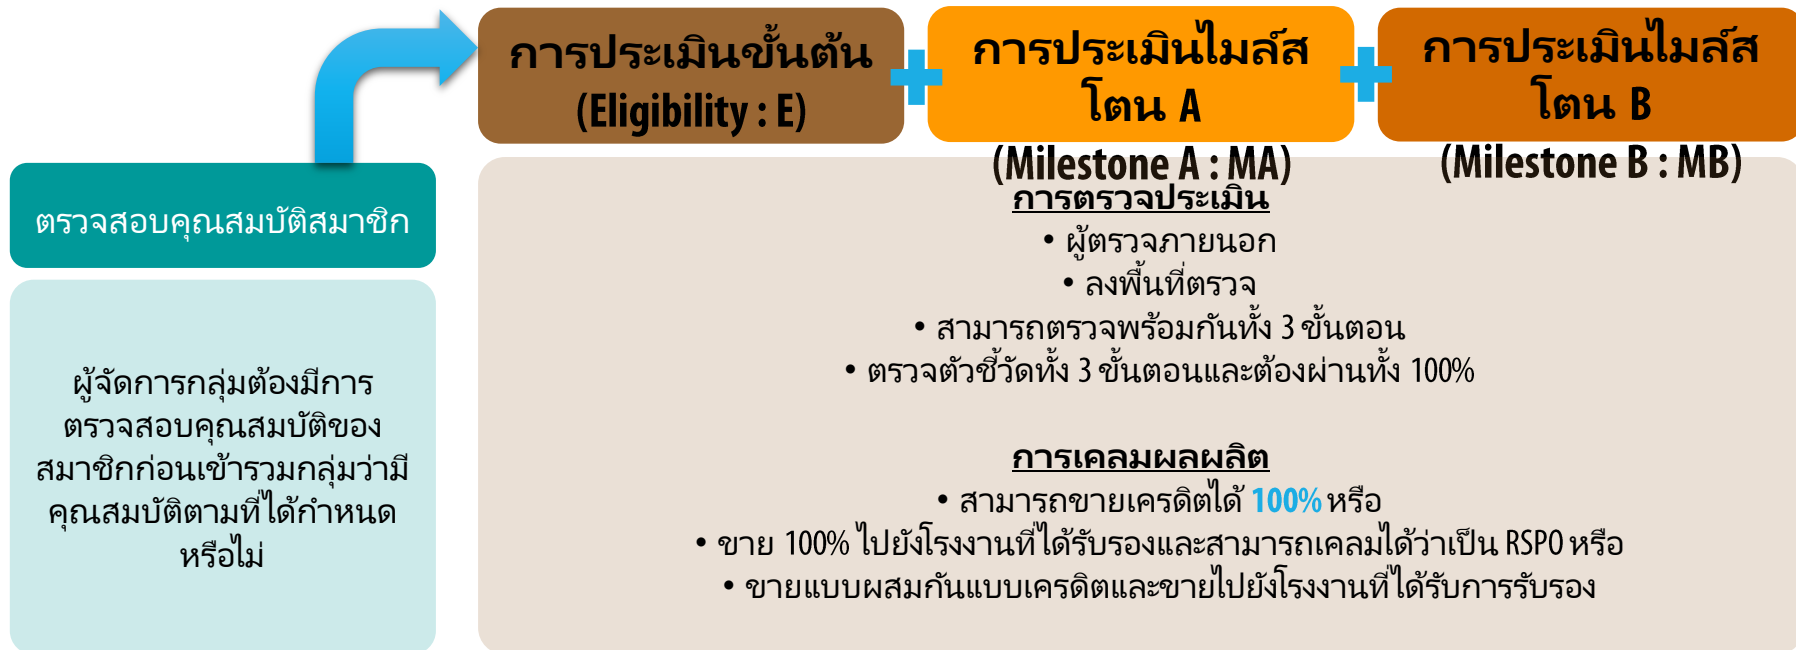 การประเมินขั้นต้น
(Eligibility : E)
การประเมินไมล์ส
โตน A
(Milestone A : MA)
การประเมินไมล์ส
โตน B
(Milestone B : MB)
ตรวจสอบคุณสมบัติสมาชิก
ผู้จัดการกลุ่มต้องมีการ
ตรวจสอบคุณสมบัติของ
สมาชิกก่อนเข้ารวมกลุ่มว่ามี
คุณสมบัติตามที่ได้กำหนด
หรือไม่
การตรวจประเมิน
• ผู้ตรวจภายนอก
• ลงพื้นที่ตรวจ
• สามารถตรวจพร้อมกันทั้ง 3 ขั้นตอน
• ตรวจตัวชี้วัดทั้ง 3 ขั้นตอนและต้องผ่านทั้ง 100%
การเคลมผลผลิต
• สามารถขายเครดิตได้ 100% หรือ
• ขาย 100% ไปยังโรงงานที่ได้รับรองและสามารถเคลมได้ว่าเป็น RSPO หรือ
• ขายแบบผสมกันแบบเครดิตและขายไปยังโรงงานที่ได้รับการรับรอง